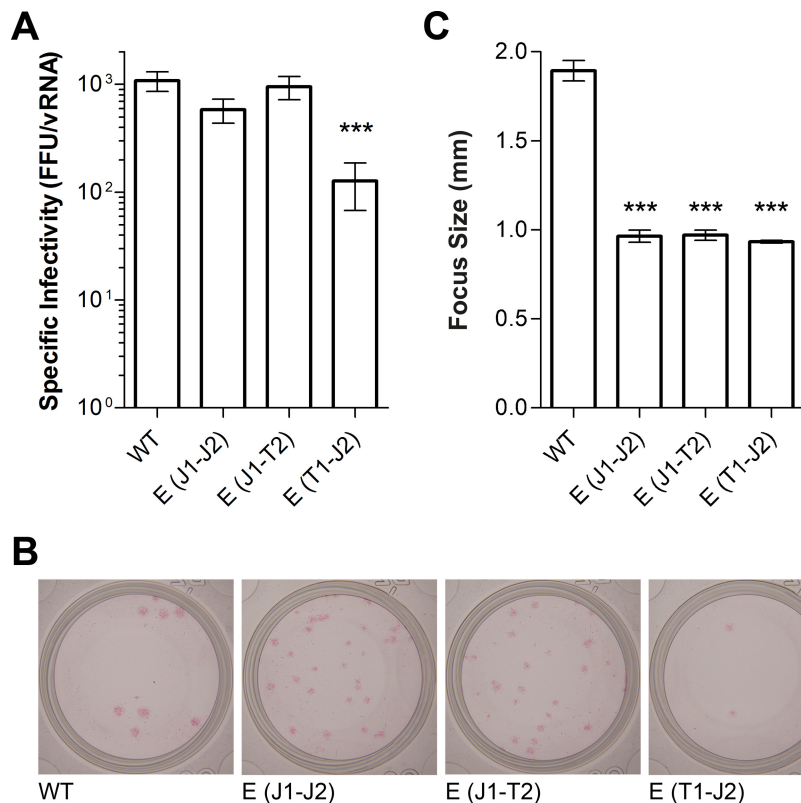 A
Specific Infectivity (FFU/vRNA)
10³
10²
10¹
10⁰
***
WT
E (J1-J2)
E (J1-T2)
E (T1-J2)
C
Focus Size (mm)
2.0
1.5
1.0
0.5
0.0
***
***
***
WT
E (J1-J2)
E (J1-T2)
E (T1-J2)
B
WT
E (J1-J2)
E (J1-T2)
E (T1-J2)